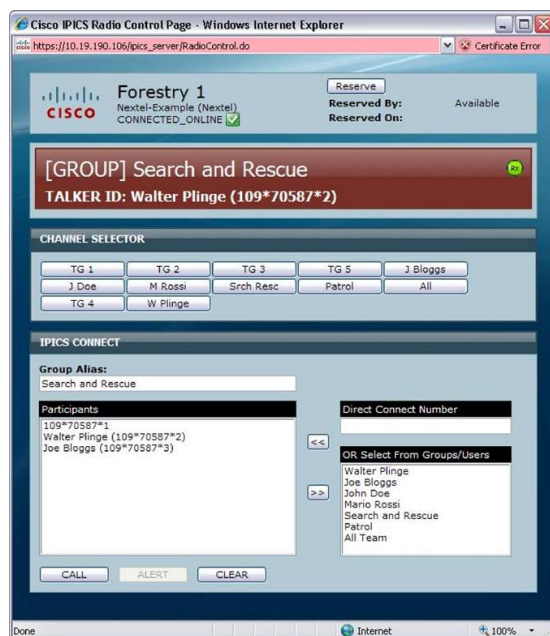 Cisco IPICS Radio Control Page - Windows Internet Explorer
https://10.19.190.106/ipics_server/RadioControl.do
Certificate Error
CISCO
Forestry 1
Nextel-Example (Nextel)
CONNECTED_ONLINE
Reserve
Reserved By: Available
Reserved On:
[GROUP] Search and Rescue
Rx
TALKER ID: Walter Plinge (109*70587*2)
CHANNEL SELECTOR
TG 1 TG 2 TG 3 TG 5 J Bloggs
J Doe M Rossi Srch Resc Patrol All
TG 4 W Plinge
IPICS CONNECT
Group Alias:
Search and Rescue
Participants
109*70587*1
Walter Plinge (109*70587*2)
Joe Bloggs (109*70587*3)
<<
>>
Direct Connect Number
OR Select From Groups/Users
Walter Plinge
Joe Bloggs
John Doe
Mario Rossi
Search and Rescue
Patrol
All Team
CALL ALERT CLEAR
Done Internet 100%